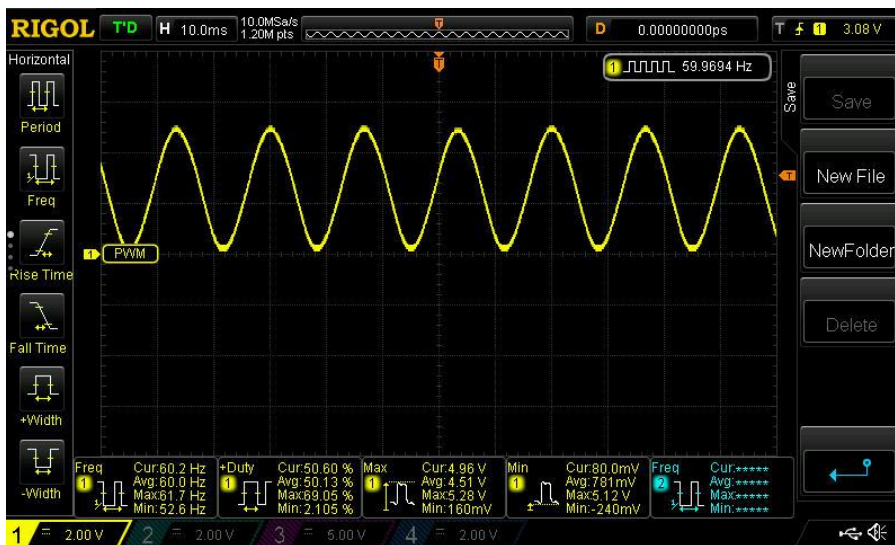 RIGOL T'D H 10.0ms 10.0MSa/s D 0.00000000ps T 1 3.08 V
1.20M pts
Horizontal
Period
Freq
Rise Time
Fall Time
+Width
-Width
T
1 59.9694 Hz
T
1 PWM
Save
Save
New File
NewFolder
Delete
Freq Cur:60.2 Hz
1 Avg:60.0 Hz
Max:61.7 Hz
Min:52.6 Hz
+Duty Cur:50.60 %
1 Avg:50.13 %
Max:69.05 %
Min:2.105 %
Max Cur:4.96 V
1 Avg:4.51 V
Max:5.28 V
Min:160mV
Min Cur:80.0mV
1 Avg:781mV
Max:5.12 V
Min:-240mV
Freq Cur:*****
2 Avg:*****
Max:*****
Min:*****
1 = 2.00 V 2 = 2.00 V 3 = 5.00 V 4 = 2.00 V